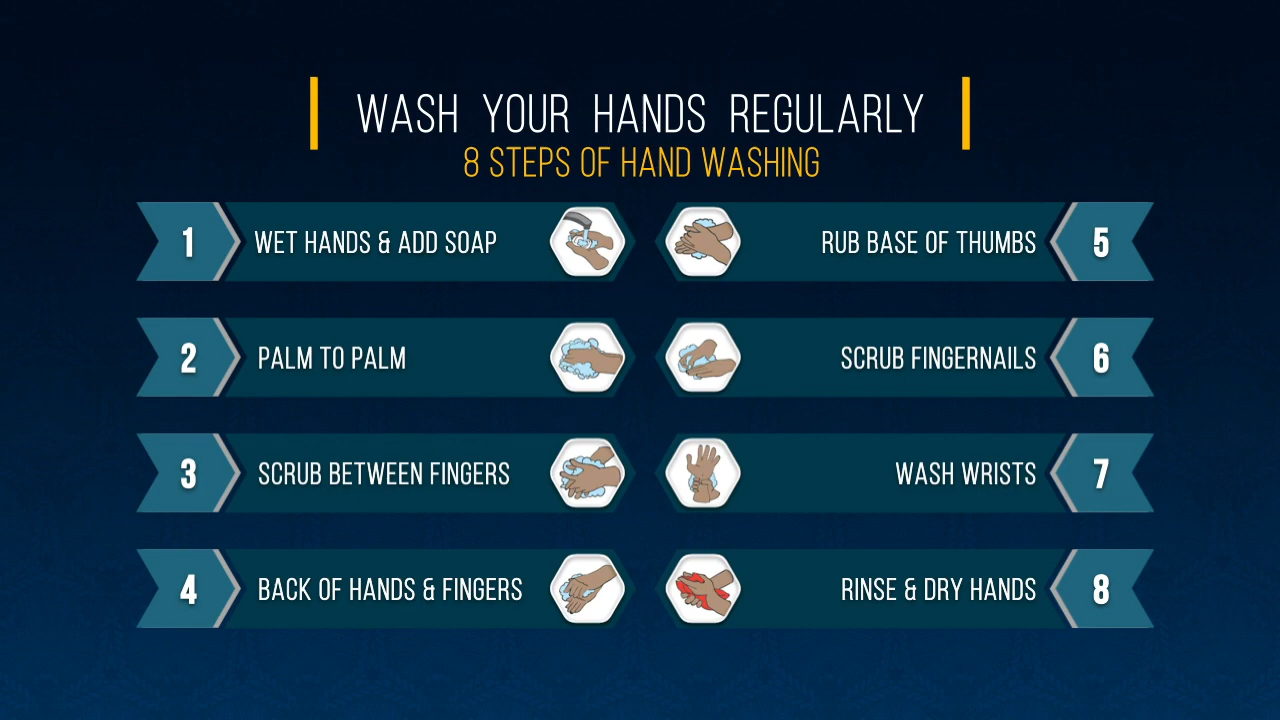 WASH YOUR HANDS REGULARLY
8 STEPS OF HAND WASHING
1 WET HANDS & ADD SOAP
2 PALM TO PALM
3 SCRUB BETWEEN FINGERS
4 BACK OF HANDS & FINGERS
RUB BASE OF THUMBS 5
SCRUB FINGERNAILS 6
WASH WRISTS 7
RINSE & DRY HANDS 8